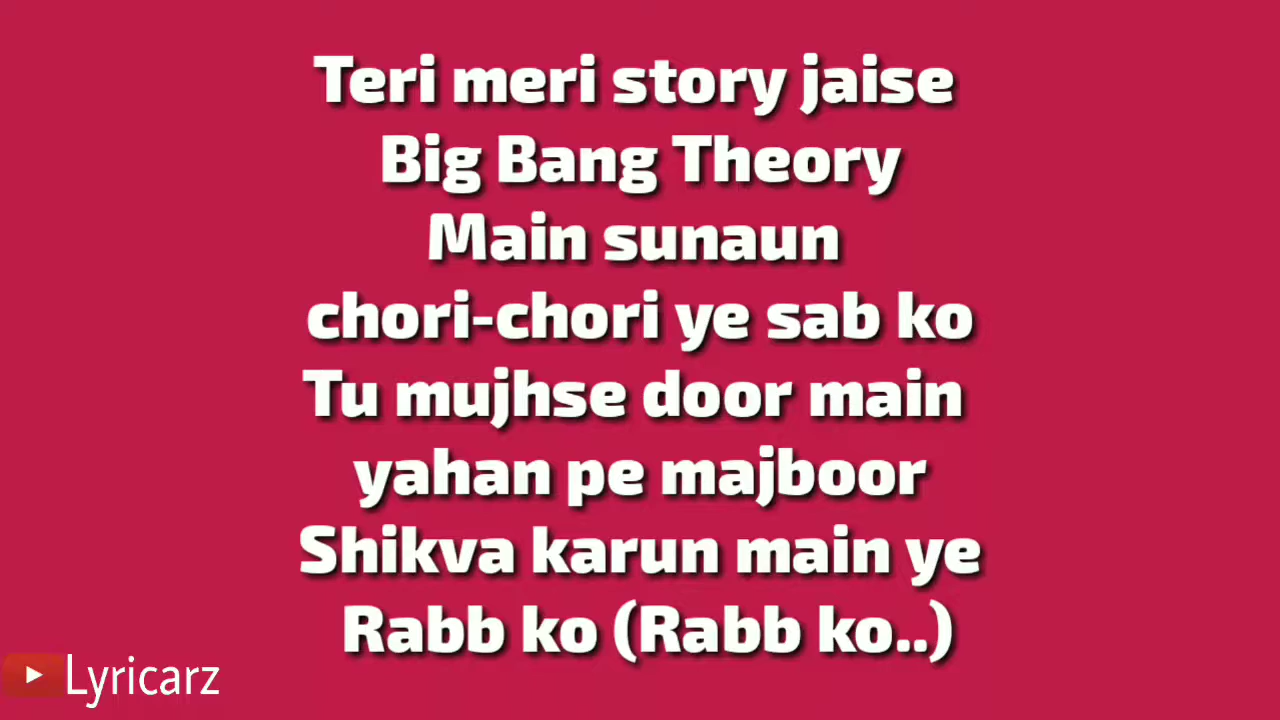 Teri meri story jaise
Big Bang Theory
Main sunaun
chori-chori ye sab ko
Tu mujhse door main
yahan pe majboor
Shikva karun main ye
Rabb ko (Rabb ko..)
Lyricarz